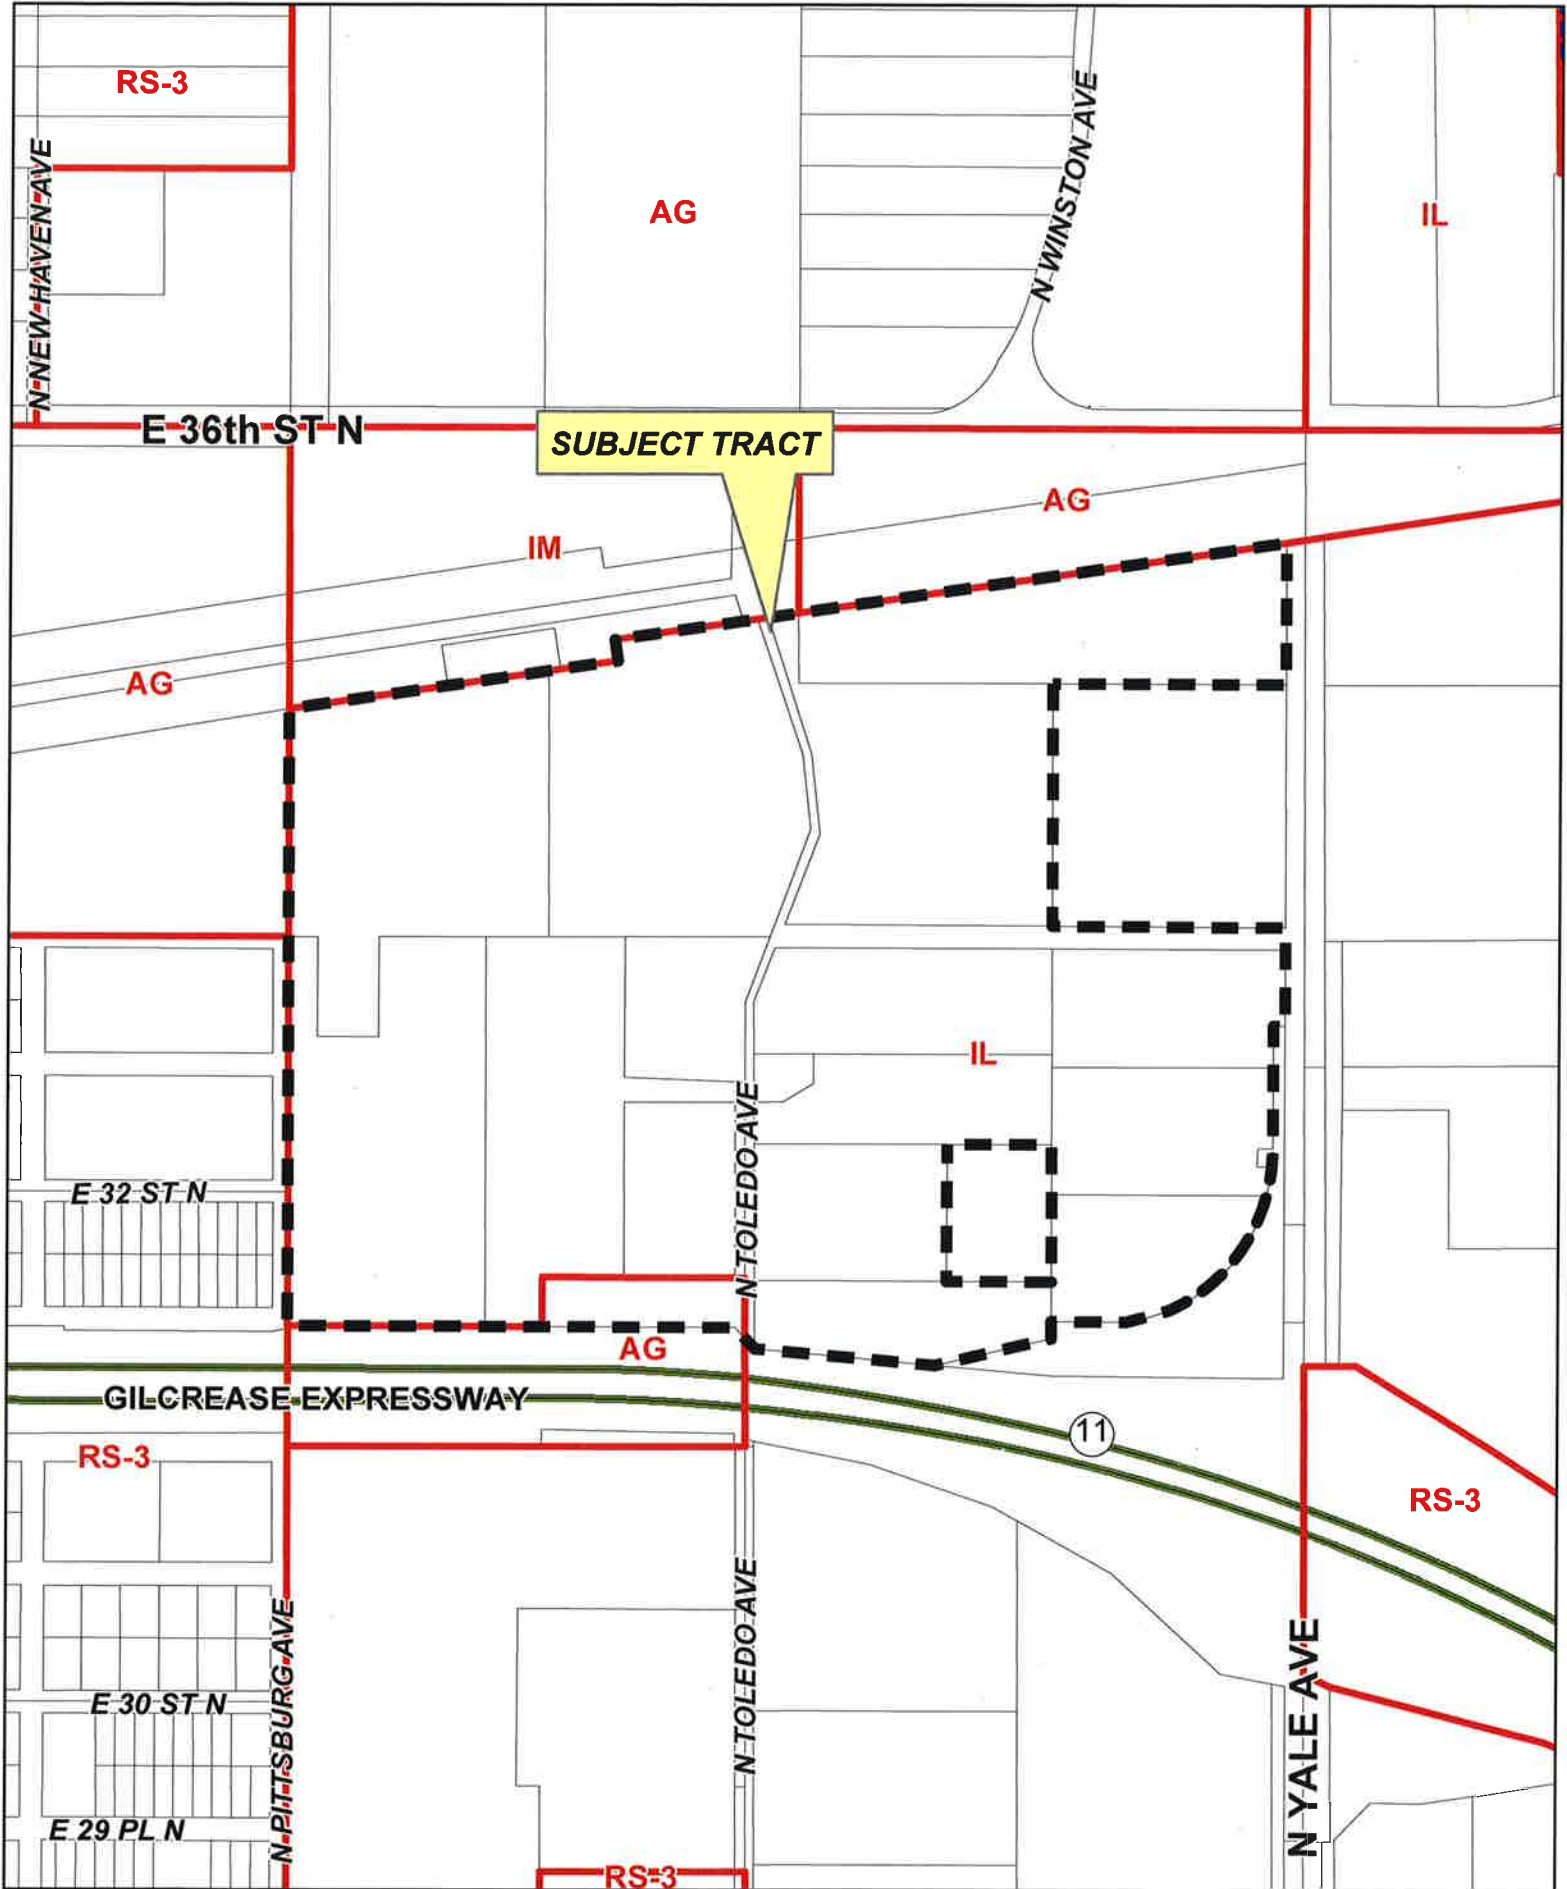 RS-3
N WINSTON AVE
N NEW HAVEN AVE
AG
IL
E 36th ST N
SUBJECT TRACT
AG
IM
AG
IL
N TOLEDO AVE
E 32 ST N
AG
GILCREASE EXPRESSWAY
11
RS-3
RS-3
N TOLEDO AVE
N PITTSBURG AVE
N YALE AVE
E 30 ST N
E 29 PL N
RS-3